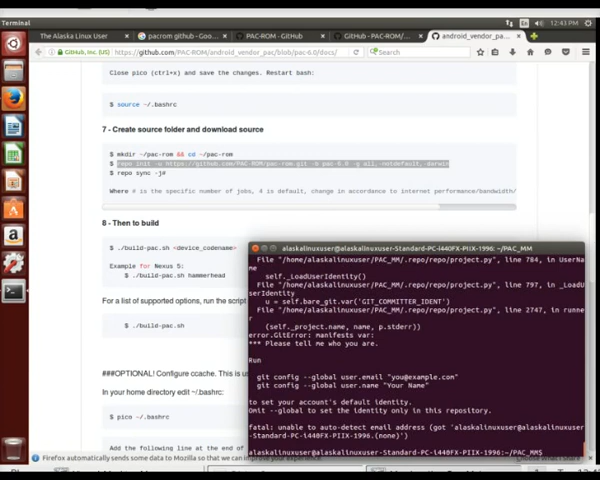 Terminal
En
12:43 PM
The Alaska Linux User
pacrom github - Goo...
PAC-ROM - GitHub
GitHub - PAC-ROM/...
android_vendor_pa...
GitHub, Inc. (US)
https://github.com/PAC-ROM/android_vendor_pac/blob/pac-6.0/docs/
Search
Close pico (ctrl+x) and save the changes. Restart bash:
$ source ~/.bashrc
7 - Create source folder and download source
$ mkdir ~/pac-rom && cd ~/pac-rom
$ repo init -u https://github.com/PAC-ROM/pac-rom.git -b pac-6.0 -g all,-notdefault,-darwin
$ repo sync -j#
Where # is the specific number of jobs, 4 is default, change in accordance to internet performance/bandwidth/
8 - Then to build
$ ./build-pac.sh <device_codename>
Example for Nexus 5:
$ ./build-pac.sh hammerhead
For a list of supported options, run the script
$ ./build-pac.sh
###OPTIONAL! Configure ccache. This is us
In your home directory edit ~/.bashrc:
$ pico ~/.bashrc
Add the following line at the end of
Firefox automatically sends some data to Mozilla so that we can improve your experience.
alaskalinuxuser@alaskalinuxuser-Standard-PC-i440FX-PIIX-1996: ~/PAC_MM
File "/home/alaskalinuxuser/PAC_MM/.repo/repo/project.py", line 784, in UserNa
me
self._LoadUserIdentity()
File "/home/alaskalinuxuser/PAC_MM/.repo/repo/project.py", line 797, in _LoadU
serIdentity
u = self.bare_git.var('GIT_COMMITTER_IDENT')
File "/home/alaskalinuxuser/PAC_MM/.repo/repo/project.py", line 2747, in runne
r
(self._project.name, name, p.stderr))
error.GitError: manifests var:
*** Please tell me who you are.
Run
git config --global user.email "you@example.com"
git config --global user.name "Your Name"
to set your account's default identity.
Omit --global to set the identity only in this repository.
fatal: unable to auto-detect email address (got 'alaskalinuxuser@alaskalinuxuser
-Standard-PC-i440FX-PIIX-1996.(none)')
alaskalinuxuser@alaskalinuxuser-Standard-PC-i440FX-PIIX-1996:~/PAC_MM$